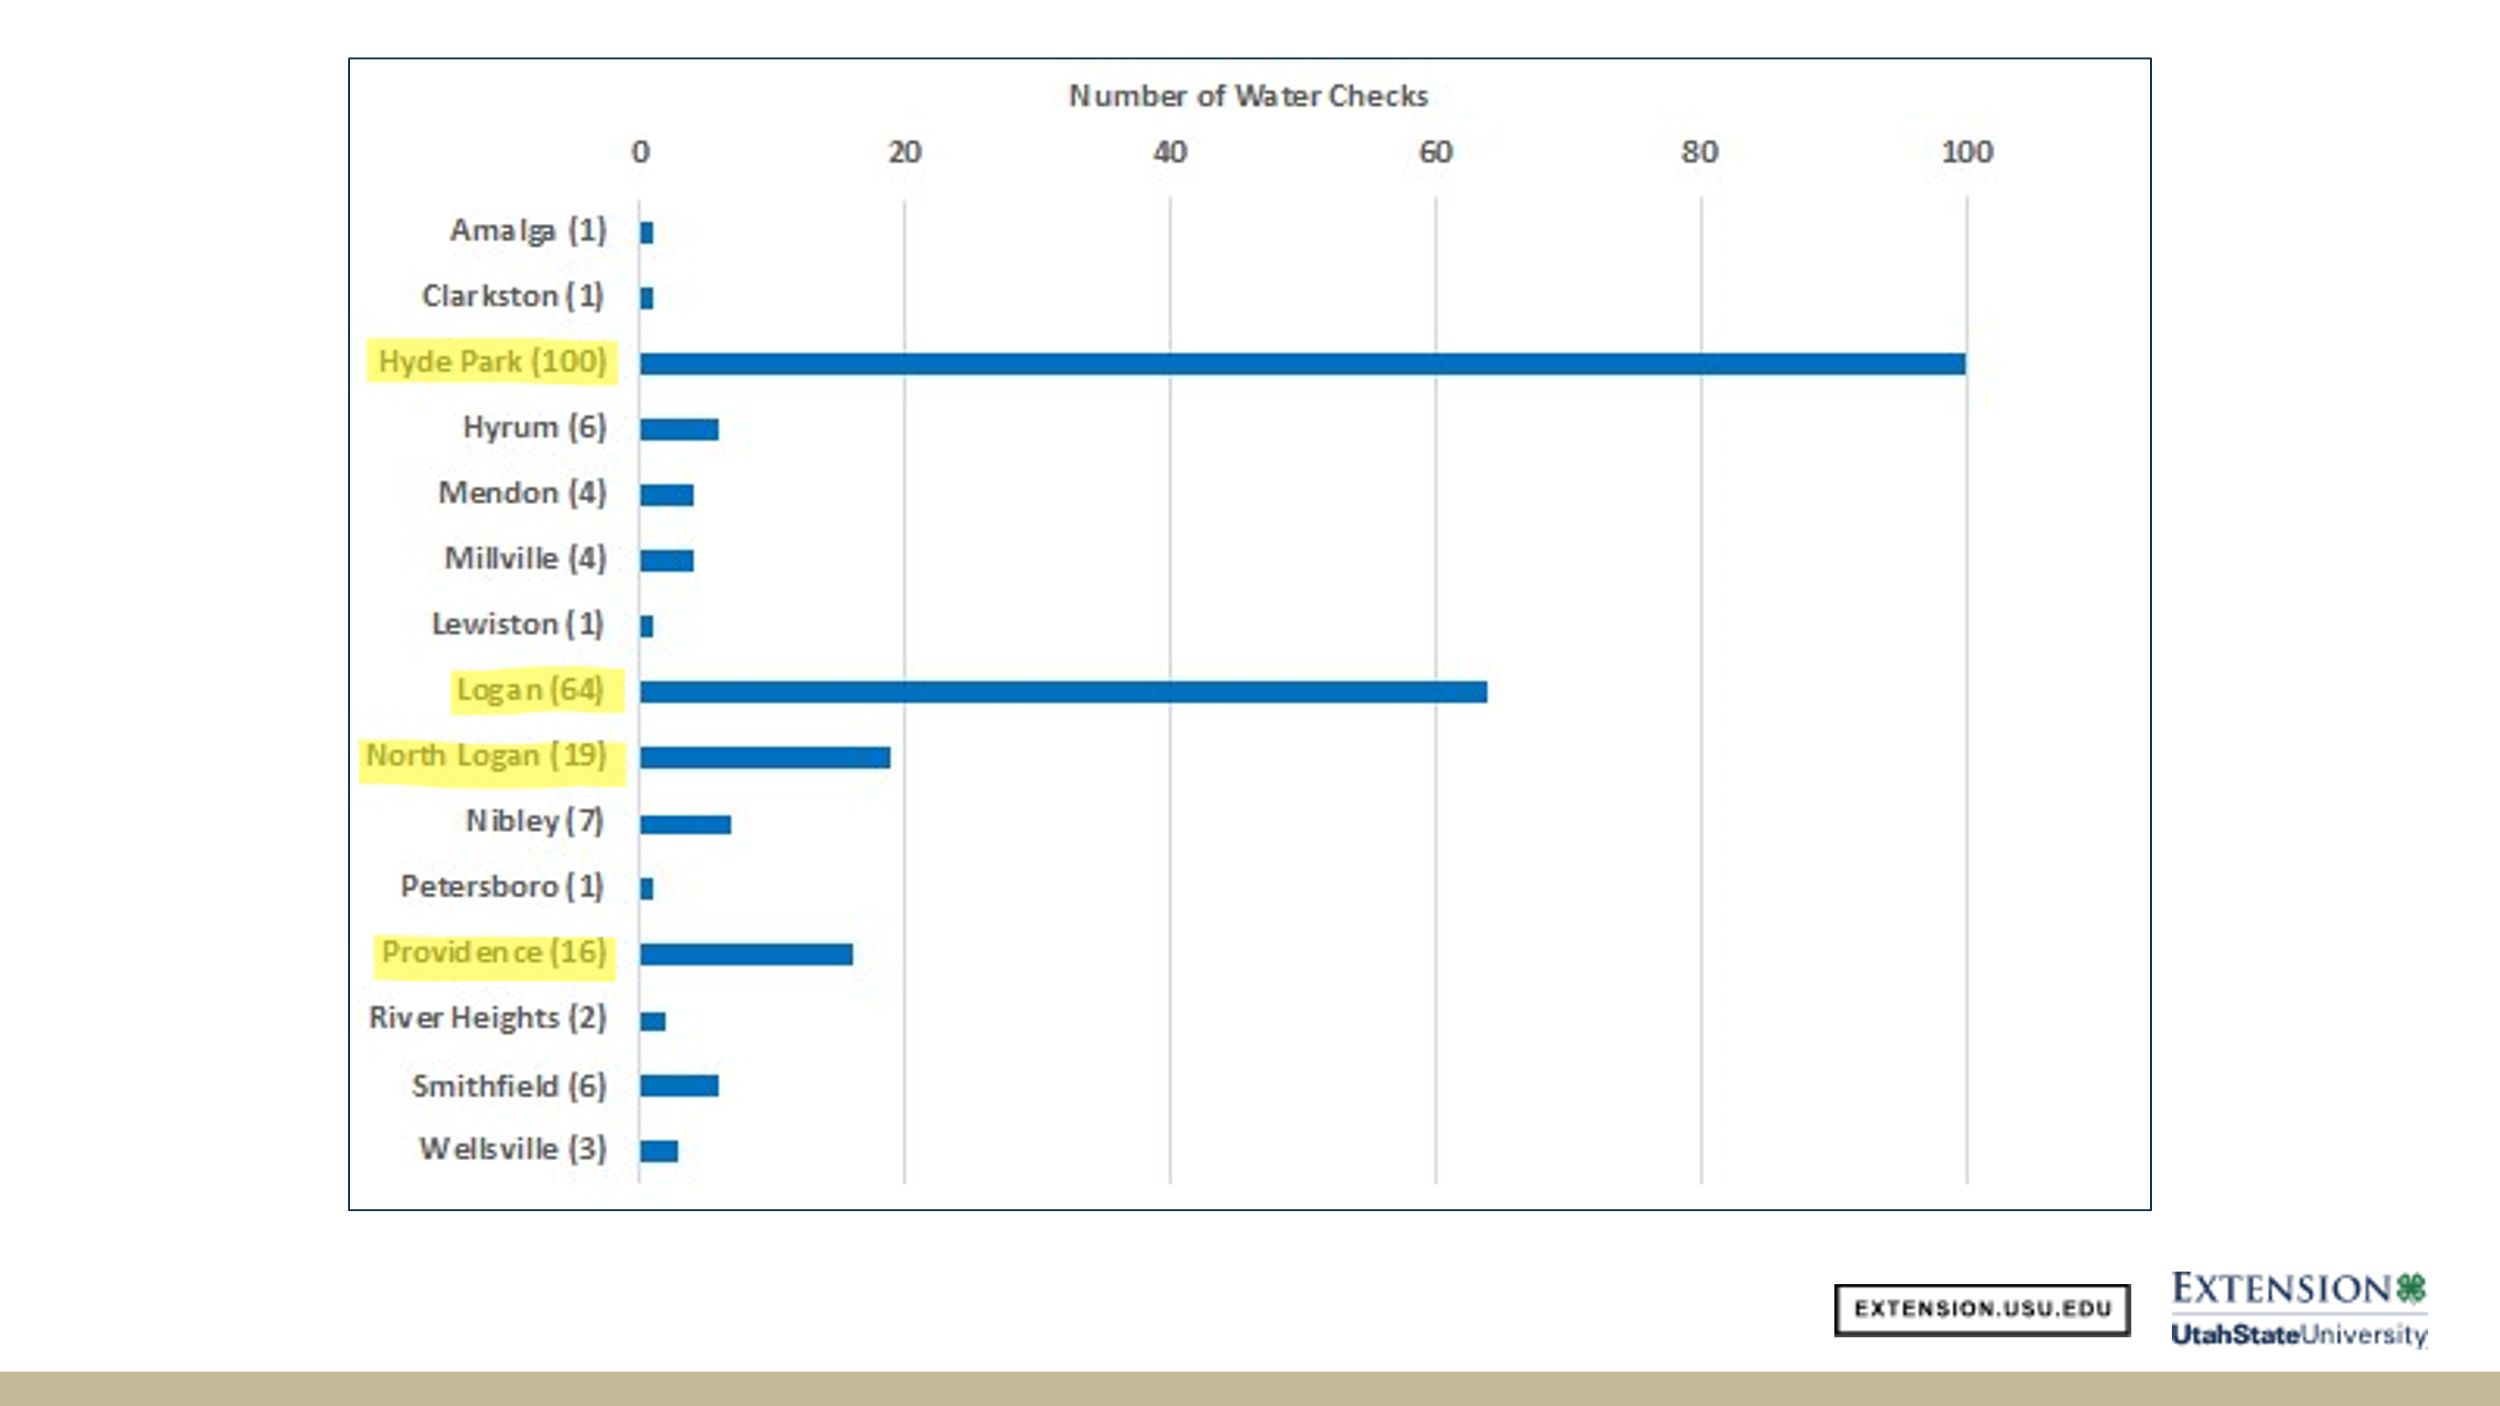 Number of Water Checks
0 20 40 60 80 100
Amalga (1)
Clarkston (1)
Hyde Park (100)
Hyrum (6)
Mendon (4)
Millville (4)
Lewiston (1)
Logan (64)
North Logan (19)
Nibley (7)
Petersboro (1)
Providence (16)
River Heights (2)
Smithfield (6)
Wellsville (3)
EXTENSION.USU.EDU
EXTENSION
UtahStateUniversity